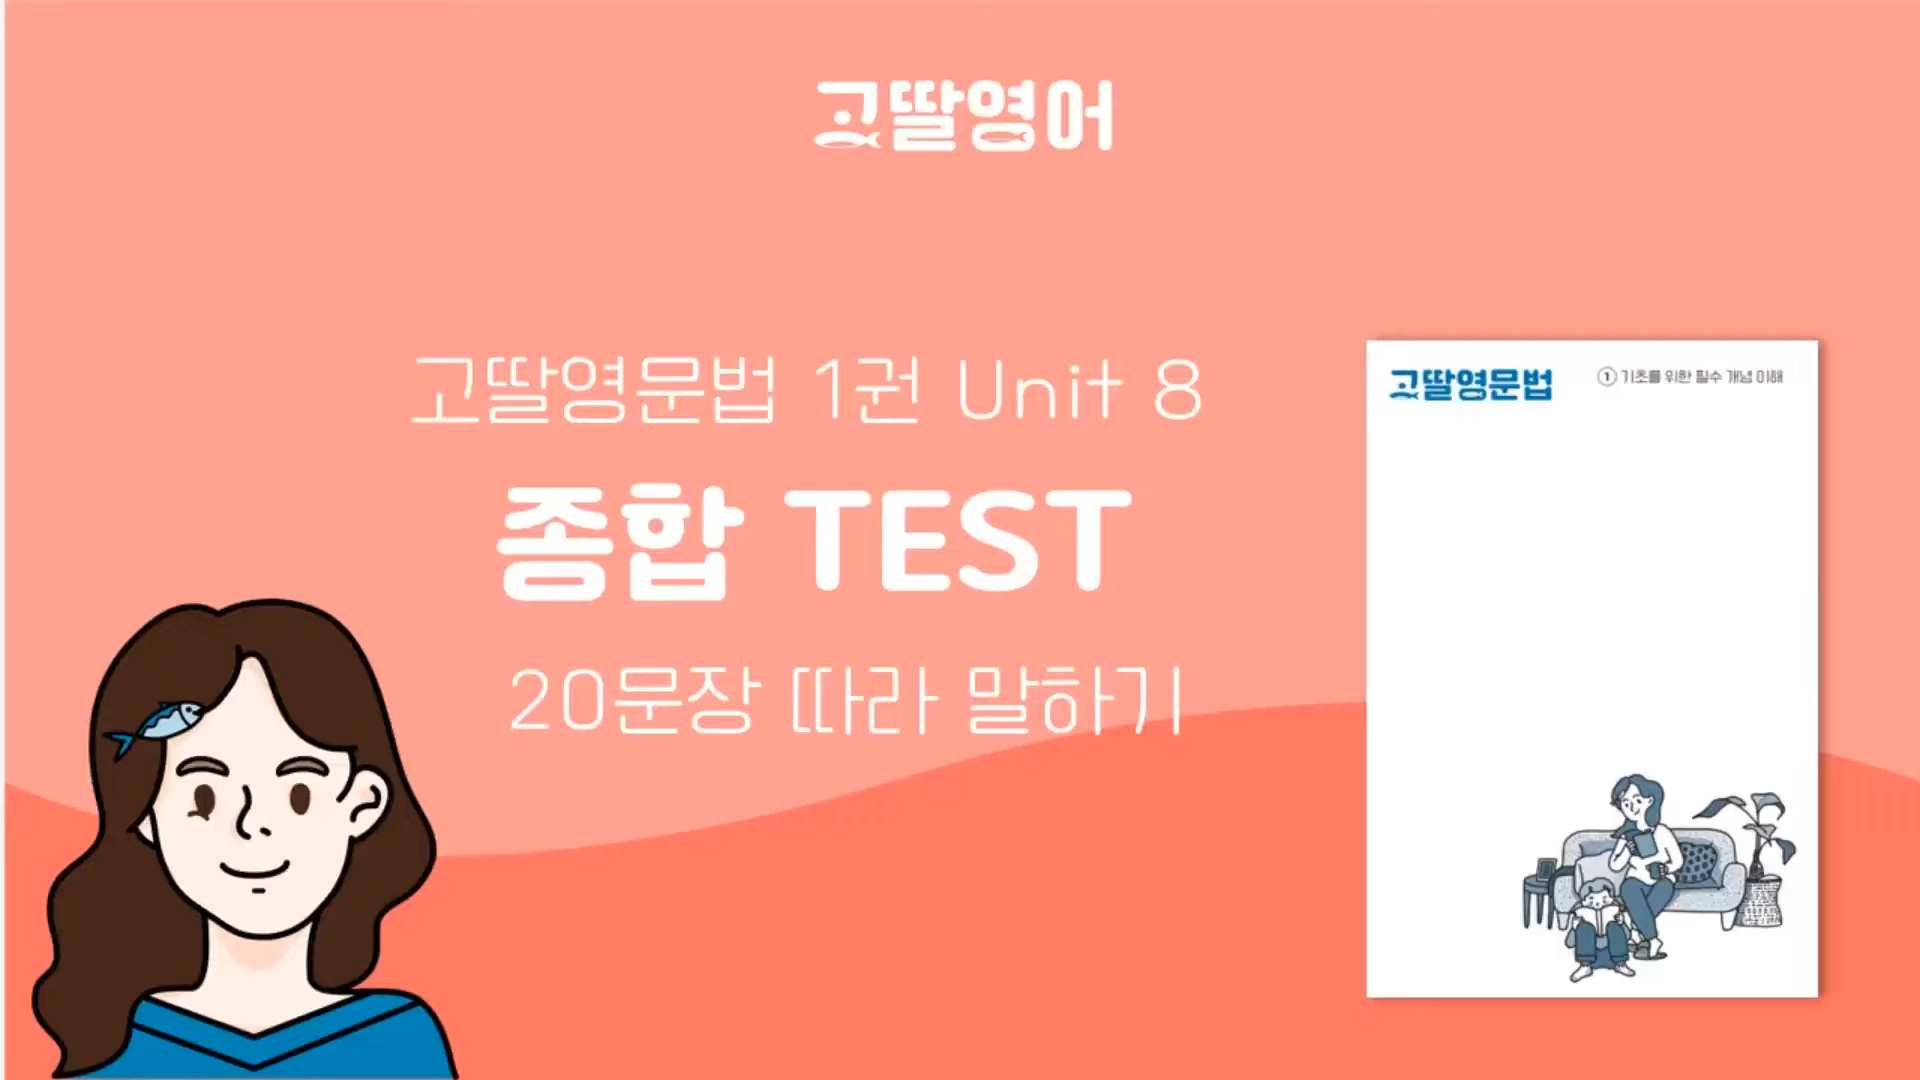 고딸영어
고딸영문법 1권 Unit 8
종합 TEST
20문장 따라 말하기
고딸영문법
① 기초를 위한 필수 개념 이해